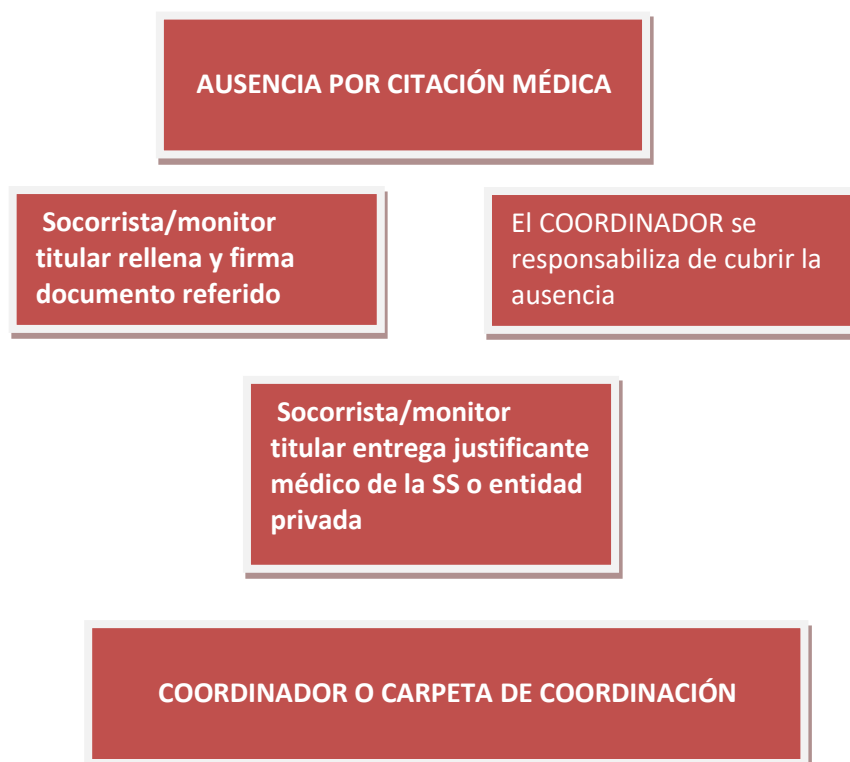 AUSENCIA POR CITACIÓN MÉDICA
Socorrista/monitor
titular rellena y firma
documento referido
El COORDINADOR se
responsabiliza de cubrir la
ausencia
Socorrista/monitor
titular entrega justificante
médico de la SS o entidad
privada
COORDINADOR O CARPETA DE COORDINACIÓN